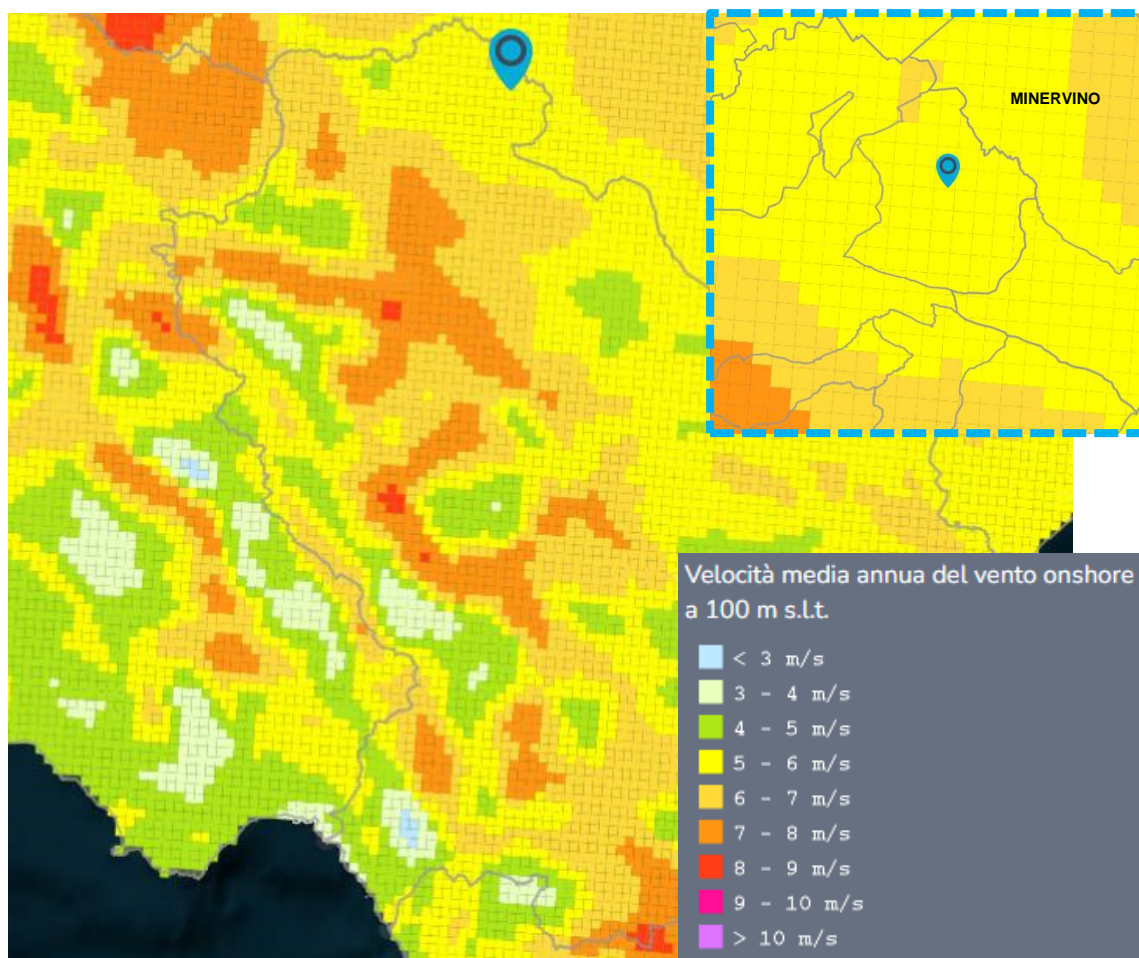 MINERVINO
Velocità media annua del vento onshore
a 100 m s.l.t.
< 3 m/s
3 - 4 m/s
4 - 5 m/s
5 - 6 m/s
6 - 7 m/s
7 - 8 m/s
8 - 9 m/s
9 - 10 m/s
> 10 m/s